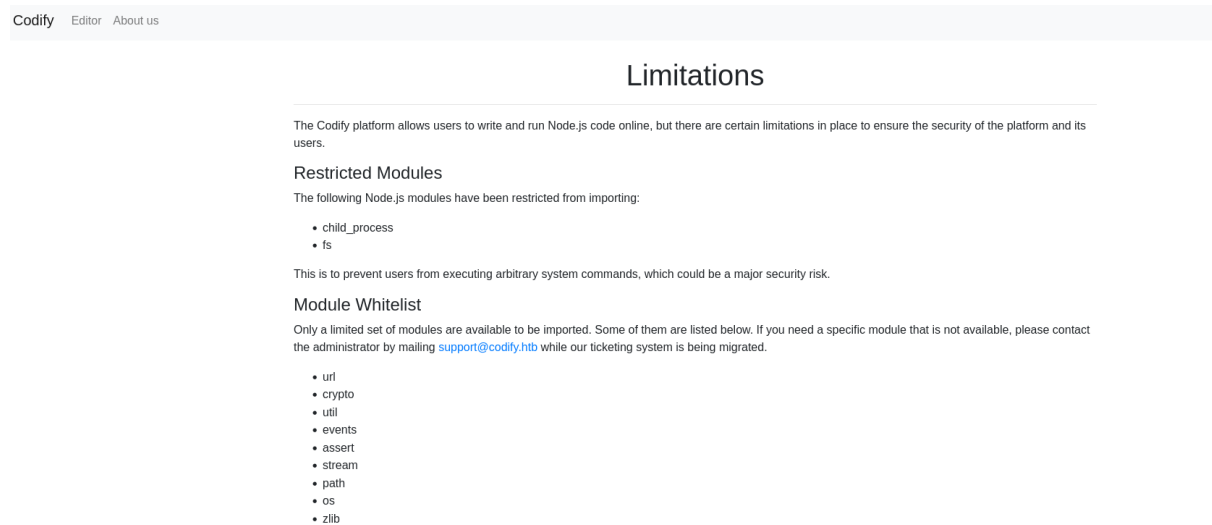 Codify Editor About us
Limitations
The Codify platform allows users to write and run Node.js code online, but there are certain limitations in place to ensure the security of the platform and its
users.
Restricted Modules
The following Node.js modules have been restricted from importing:
• child_process
• fs
This is to prevent users from executing arbitrary system commands, which could be a major security risk.
Module Whitelist
Only a limited set of modules are available to be imported. Some of them are listed below. If you need a specific module that is not available, please contact
the administrator by mailing support@codify.htb while our ticketing system is being migrated.
• url
• crypto
• util
• events
• assert
• stream
• path
• os
• zlib